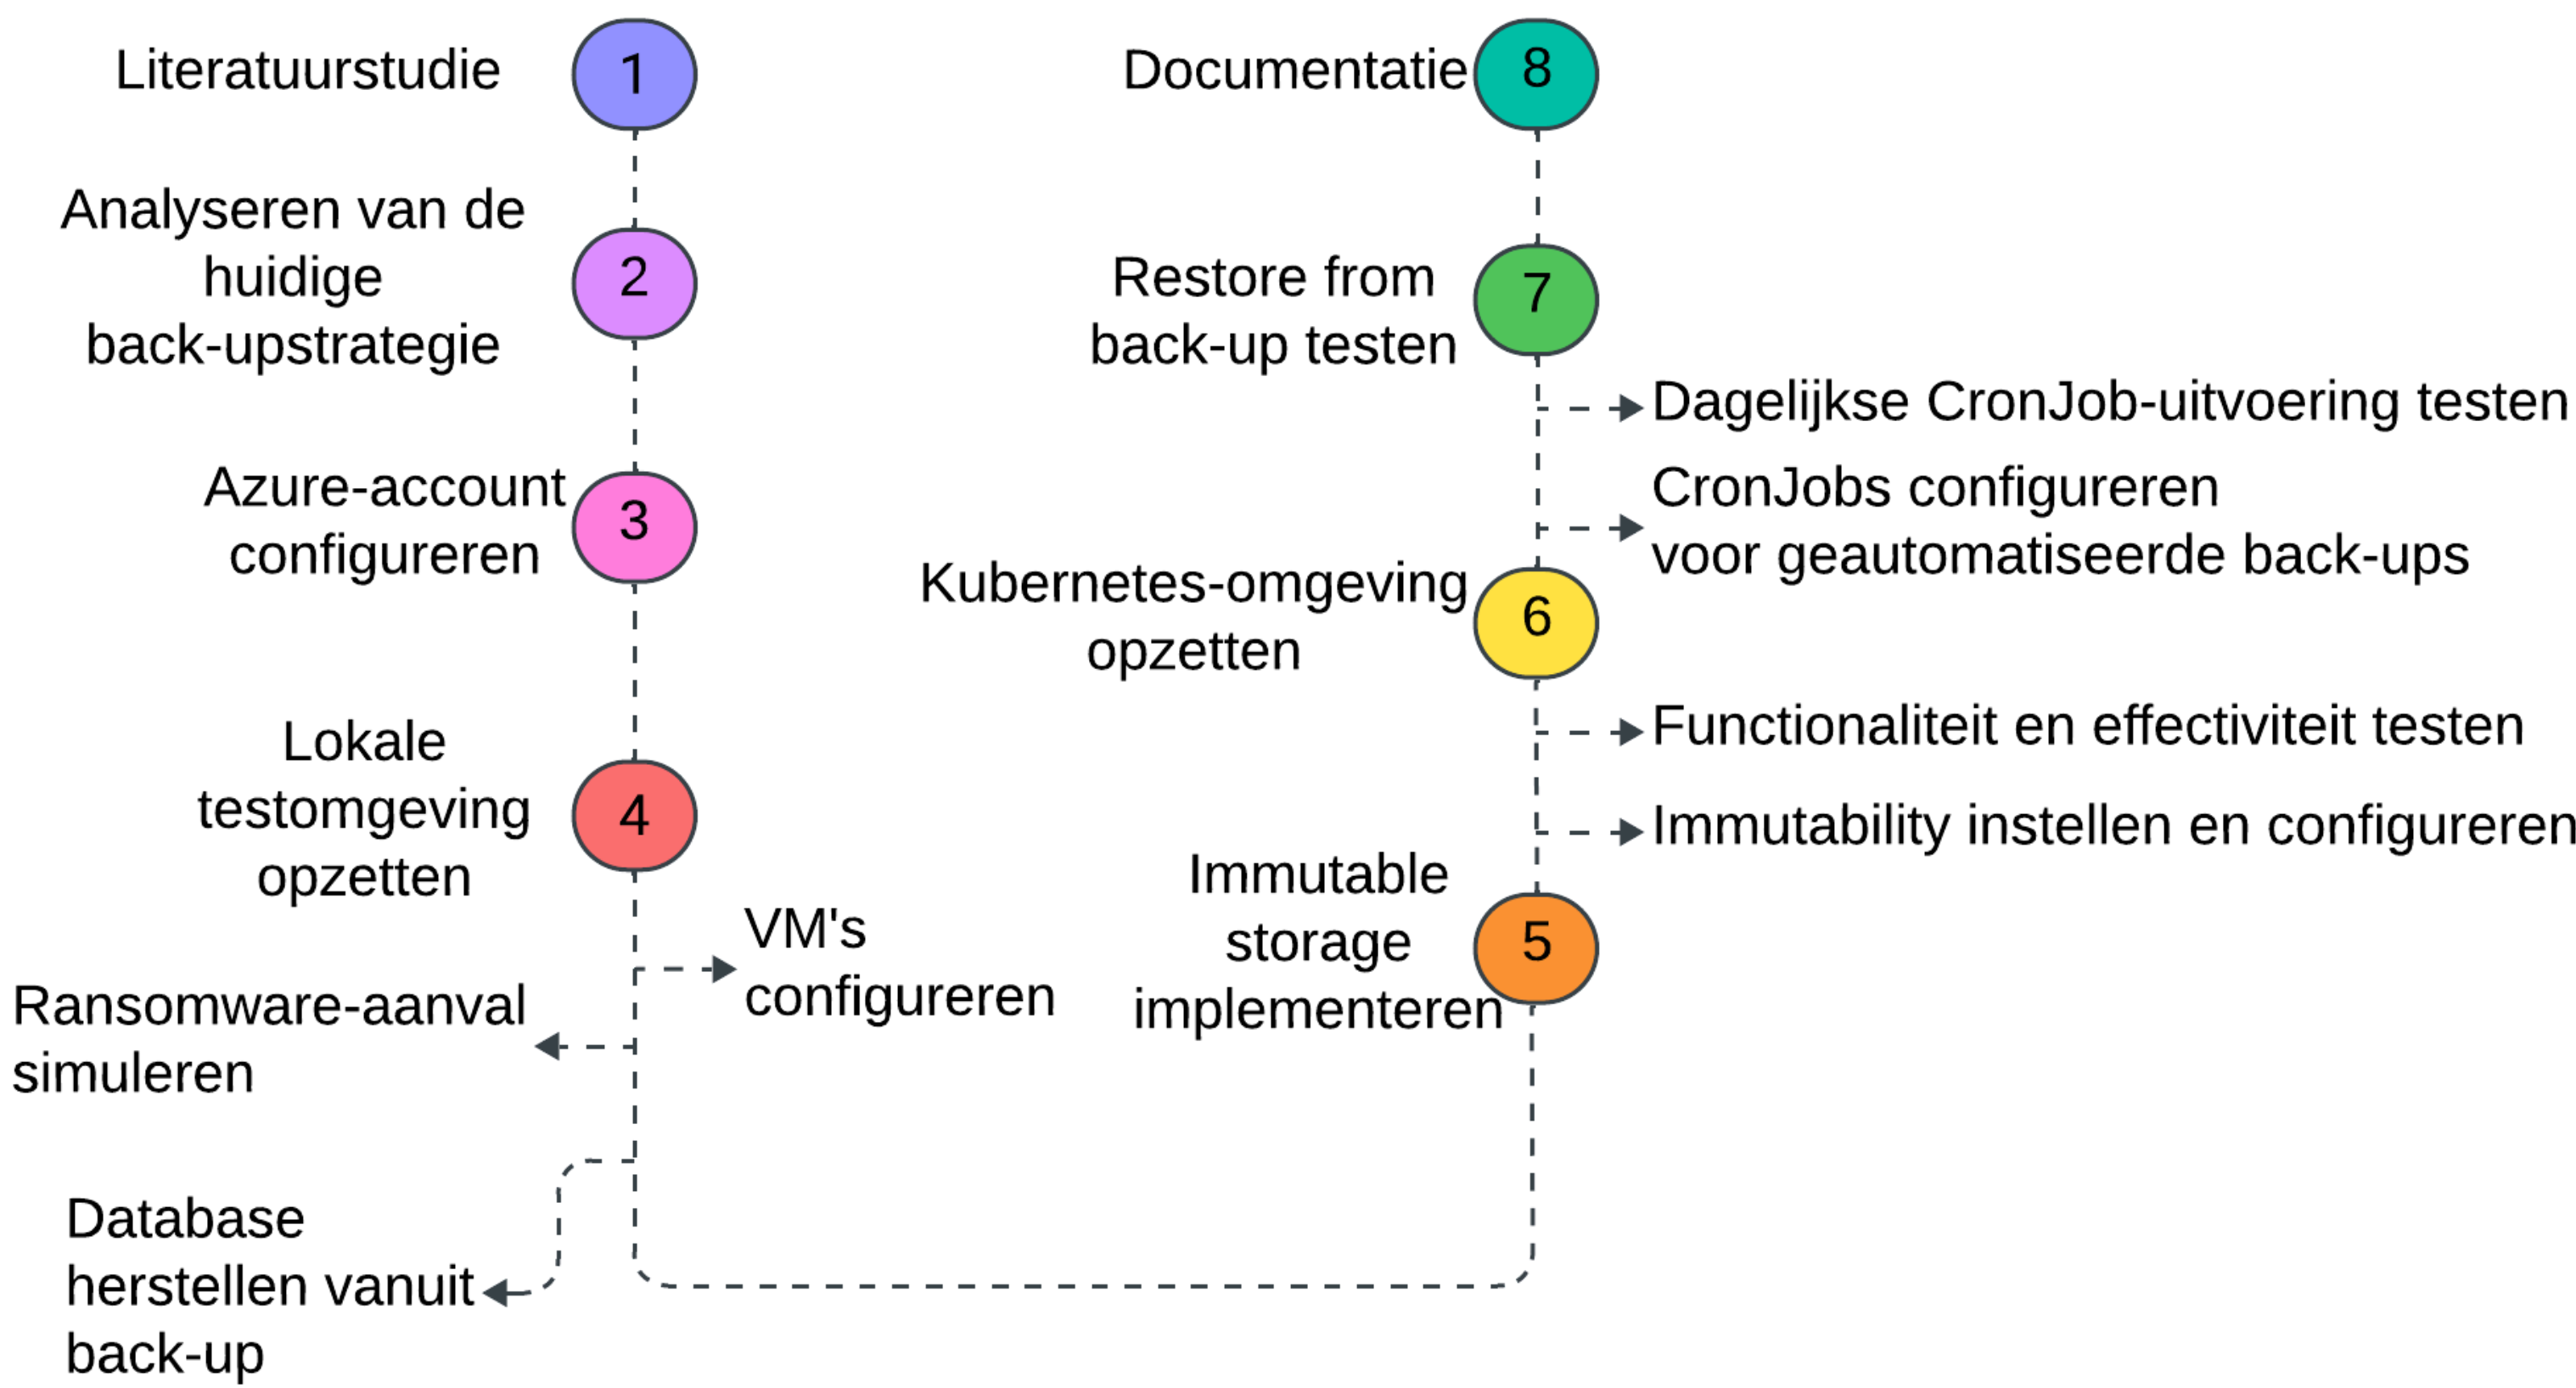 Literatuurstudie
1
Analyseren van de
huidige
back-upstrategie
2
Azure-account
configureren
3
Lokale
testomgeving
opzetten
4
VM's
configureren
Ransomware-aanval
simuleren
Database
herstellen vanuit
back-up
Documentatie
8
Restore from
back-up testen
7
Dagelijkse CronJob-uitvoering testen
CronJobs configureren
voor geautomatiseerde back-ups
Kubernetes-omgeving
opzetten
6
Functionaliteit en effectiviteit testen
Immutability instellen en configureren
Immutable
storage
implementeren
5